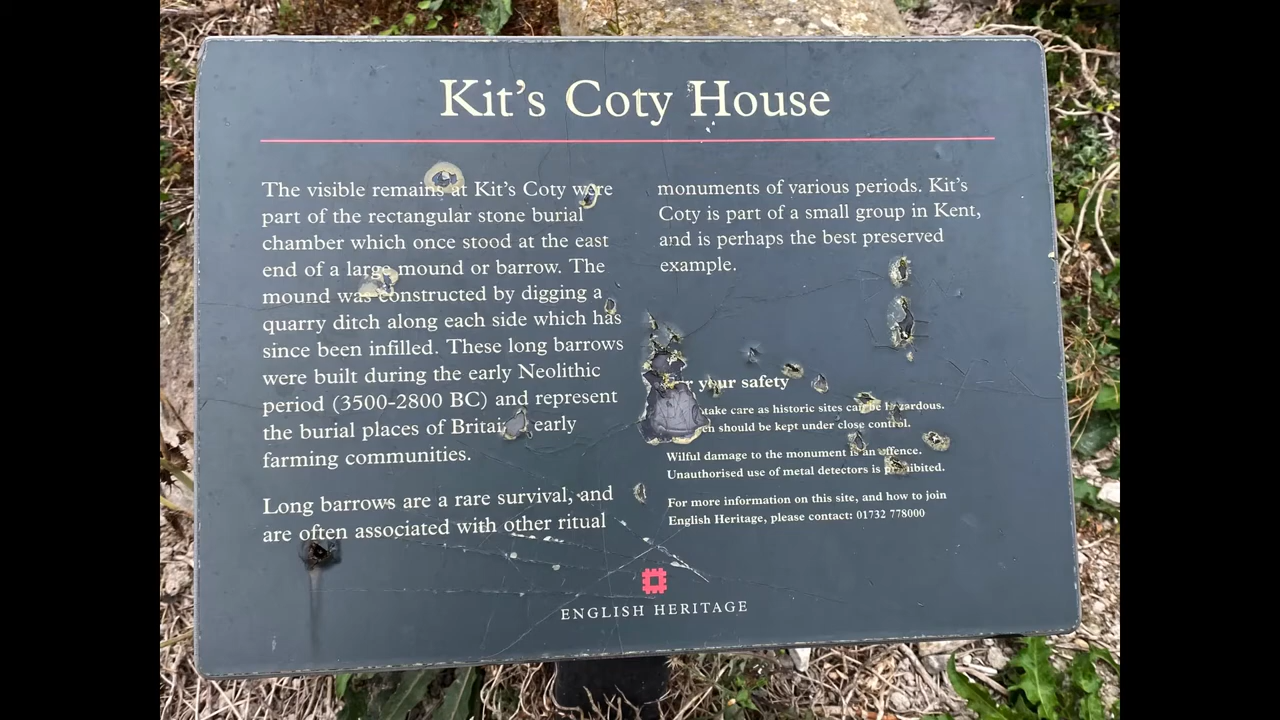 Kit's Coty House
The visible remains at Kit's Coty were
part of the rectangular stone burial
chamber which once stood at the east
end of a large mound or barrow. The
mound was constructed by digging a
quarry ditch along each side which has
since been infilled. These long barrows
were built during the early Neolithic
period (3500-2800 BC) and represent
the burial places of early
farming communities.
Long barrows are a rare survival, and
are often associated with other ritual
monuments of various periods. Kit's
Coty is part of a small group in Kent,
and is perhaps the best preserved
example.
your safety
take care as historic sites can be hazardous.
should be kept under close control.
Wilful damage to the monument is an offence.
Unauthorised use of metal detectors is prohibited.
For more information on this site, and how to join
English Heritage, please contact: 01732 778000
ENGLISH HERITAGE